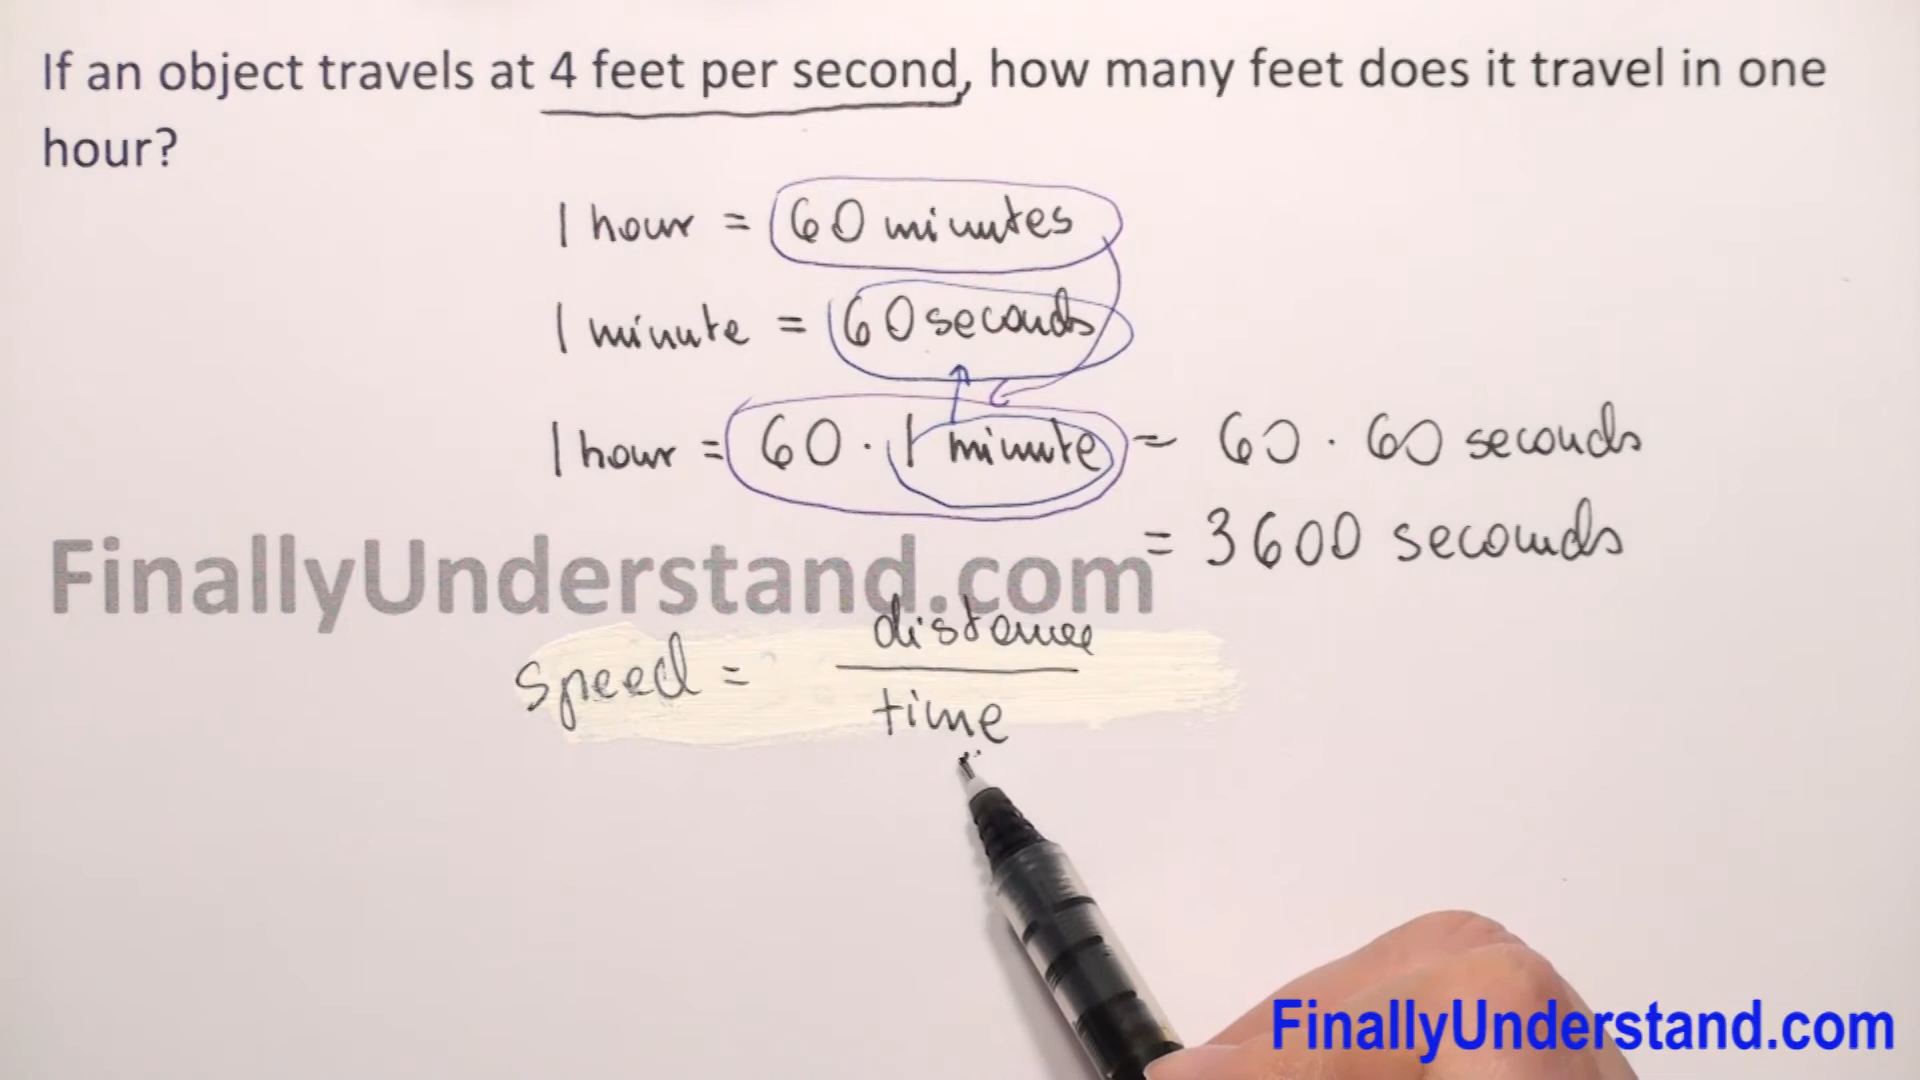 If an object travels at 4 feet per second, how many feet does it travel in one
hour?
1 hour = 60 minutes
1 minute = 60 seconds
1 hour = 60 · 1 minute = 60 · 60 seconds
= 3600 seconds
FinallyUnderstand.com
speed = distance
time
FinallyUnderstand.com